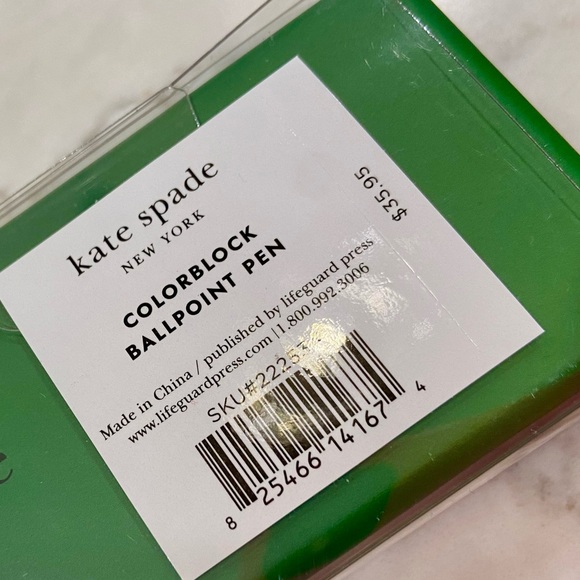 kate spade
NEW YORK
COLORBLOCK
BALLPOINT PEN
$35.95
Made in China / published by lifeguard press
www.lifeguardpress.com | 1.800.992.3006
8 25466 14167 4
e